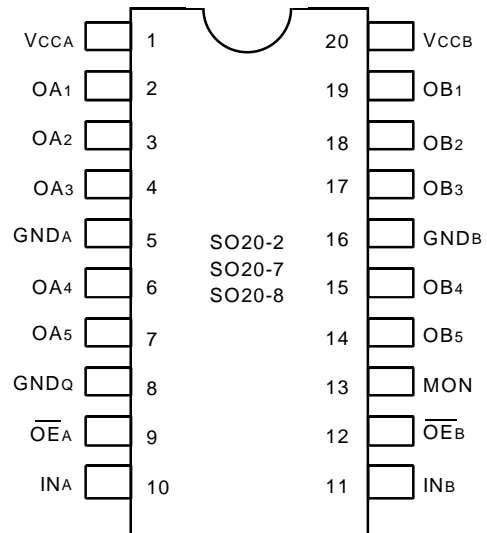 VCCA 1 20 VCCB
OA1 2 19 OB1
OA2 3 18 OB2
OA3 4 17 OB3
GNDA 5 16 GNDB
SO20-2
SO20-7
SO20-8
OA4 6 15 OB4
OA5 7 14 OB5
GNDQ 8 13 MON
O̅E̅A 9 12 O̅E̅B
INA 10 11 INB